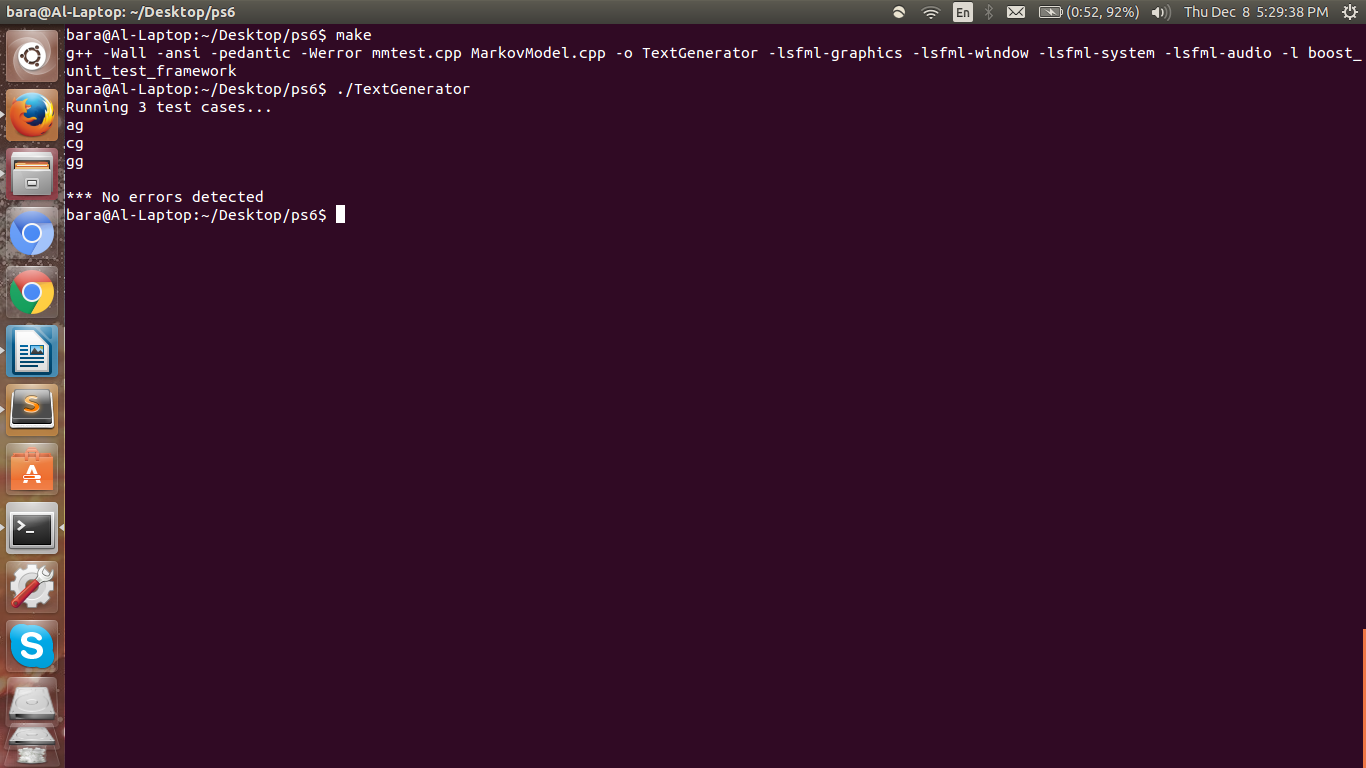 bara@Al-Laptop: ~/Desktop/ps6
En
(0:52, 92%)
Thu Dec 8 5:29:38 PM
bara@Al-Laptop:~/Desktop/ps6$ make
g++ -Wall -ansi -pedantic -Werror mmtest.cpp MarkovModel.cpp -o TextGenerator -lsfml-graphics -lsfml-window -lsfml-system -lsfml-audio -l boost_
unit_test_framework
bara@Al-Laptop:~/Desktop/ps6$ ./TextGenerator
Running 3 test cases...
ag
cg
gg
*** No errors detected
bara@Al-Laptop:~/Desktop/ps6$